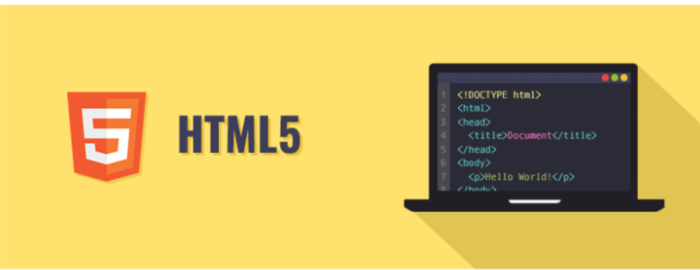 5
HTML5
1 <!DOCTYPE html>
2 <html>
3 <head>
4 <title>Document</title>
5 </head>
6 <body>
7 <p>Hello World!</p>
8 </body>